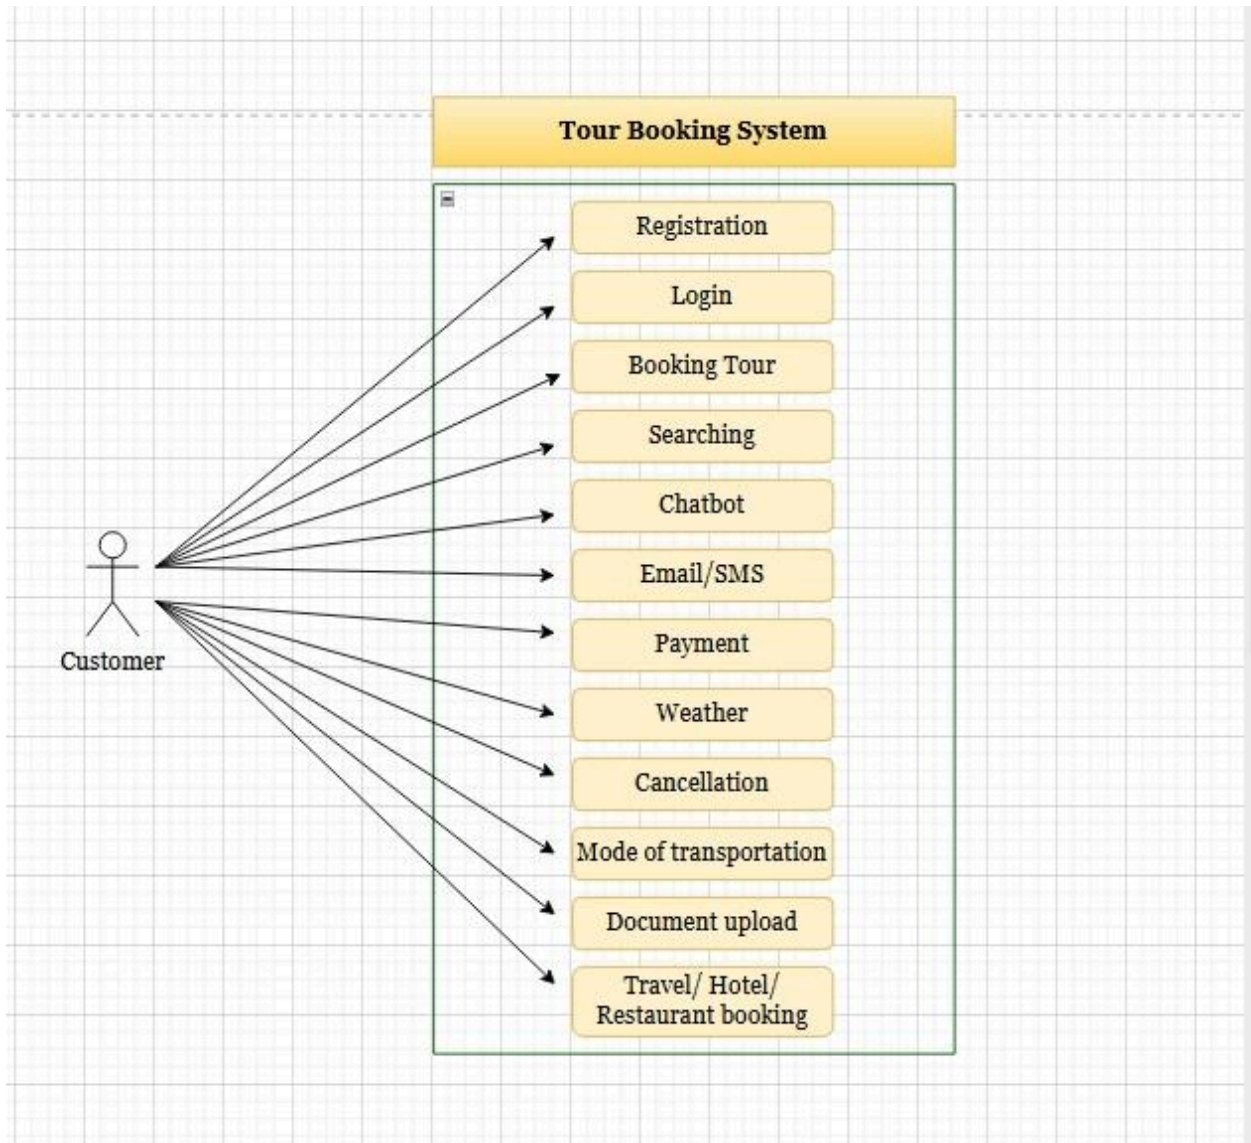 Tour Booking System
Registration
Login
Booking Tour
Searching
Chatbot
Email/SMS
Payment
Weather
Cancellation
Mode of transportation
Document upload
Travel/ Hotel/
Restaurant booking
Customer